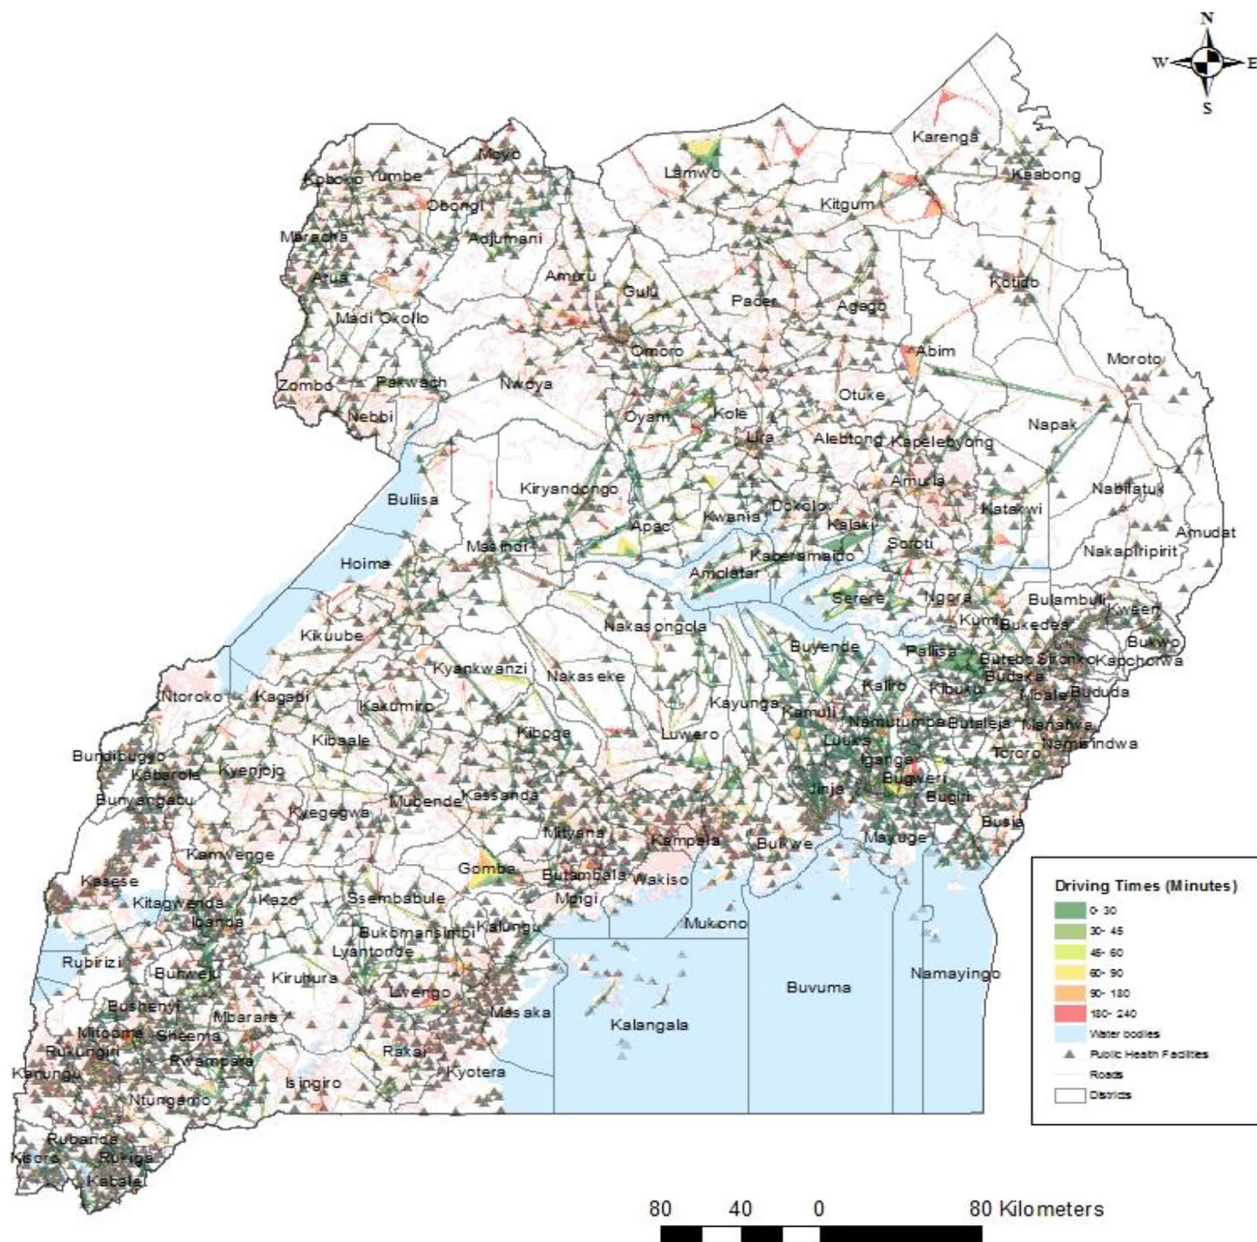 N
W E
S
Karenga
Moyo
Koboko Yumbe
Lamwo
Kaabong
Obongi
Kitgum
Maracha
Adjumani
Arua
Amuru
Gulu
Kotido
Pader
Agago
Madi Okollo
Omoro
Abim
Moroto
Zombo
Pakwach
Nwoya
Nebbi
Otuke
Oyam
Kole
Napak
Lira
Alebtong
Kapelebyong
Buliisa
Kiryandongo
Amuria
Nabilatuk
Kwania
Dokolo
Katakwi
Apac
Kalaki
Amudat
Masindi
Soroti
Kaberamaido
Nakapiripirit
Hoima
Amolatar
Serere
Ngora
Bulambuli
Kween
Kumi
Bukedea
Nakasongola
Kikuube
Buyende
Pallisa
Bukwo
Butebo
Sironko
Kapchorwa
Kyankwanzi
Nakaseke
Budaka
Kaliro
Kibuku
Mbale
Bududa
Ntoroko
Kagadi
Kakumiro
Kayunga
Kamuli
Namutumba
Butaleja
Manafwa
Kibaale
Kiboga
Luwero
Luuka
Namisindwa
Bundibugyo
Iganga
Tororo
Kabarole
Kyenjojo
Bugweri
Bunyangabu
Mubende
Kassanda
Jinja
Bugiri
Kyegegwa
Busia
Mityana
Kampala
Buikwe
Mayuge
Kamwenge
Gomba
Butambala
Wakiso
Kasese
Kitagwenda
Kazo
Ssembabule
Mpigi
Mukono
Ibanda
Bukomansimbi
Kalungu
Lyantonde
Rubirizi
Buhweju
Kiruhura
Buvuma
Namayingo
Lwengo
Bushenyi
Mbarara
Masaka
Kalangala
Mitooma
Sheema
Rukungiri
Rwampara
Rakai
Kanungu
Isingiro
Kyotera
Ntungamo
Rubanda
Kisoro
Rukiga
Kabale
Driving Times (Minutes)
0- 30
30- 45
45- 60
60- 90
90- 180
180- 240
Water bodies
Public Health Facilities
Roads
Districts
80 40 0 80 Kilometers